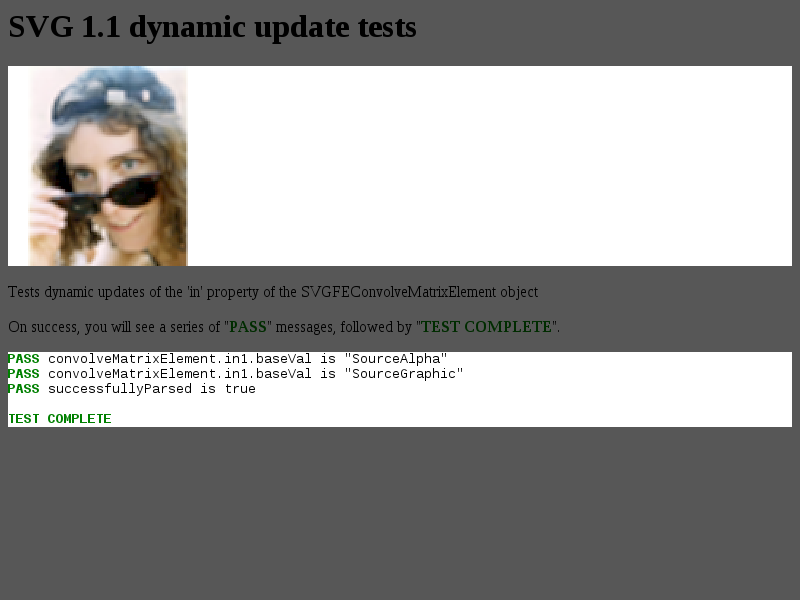 SVG 1.1 dynamic update tests
Tests dynamic updates of the 'in' property of the SVGFEConvolveMatrixElement object
On success, you will see a series of "PASS" messages, followed by "TEST COMPLETE".
PASS convolveMatrixElement.in1.baseVal is "SourceAlpha"
PASS convolveMatrixElement.in1.baseVal is "SourceGraphic"
PASS successfullyParsed is true
TEST COMPLETE